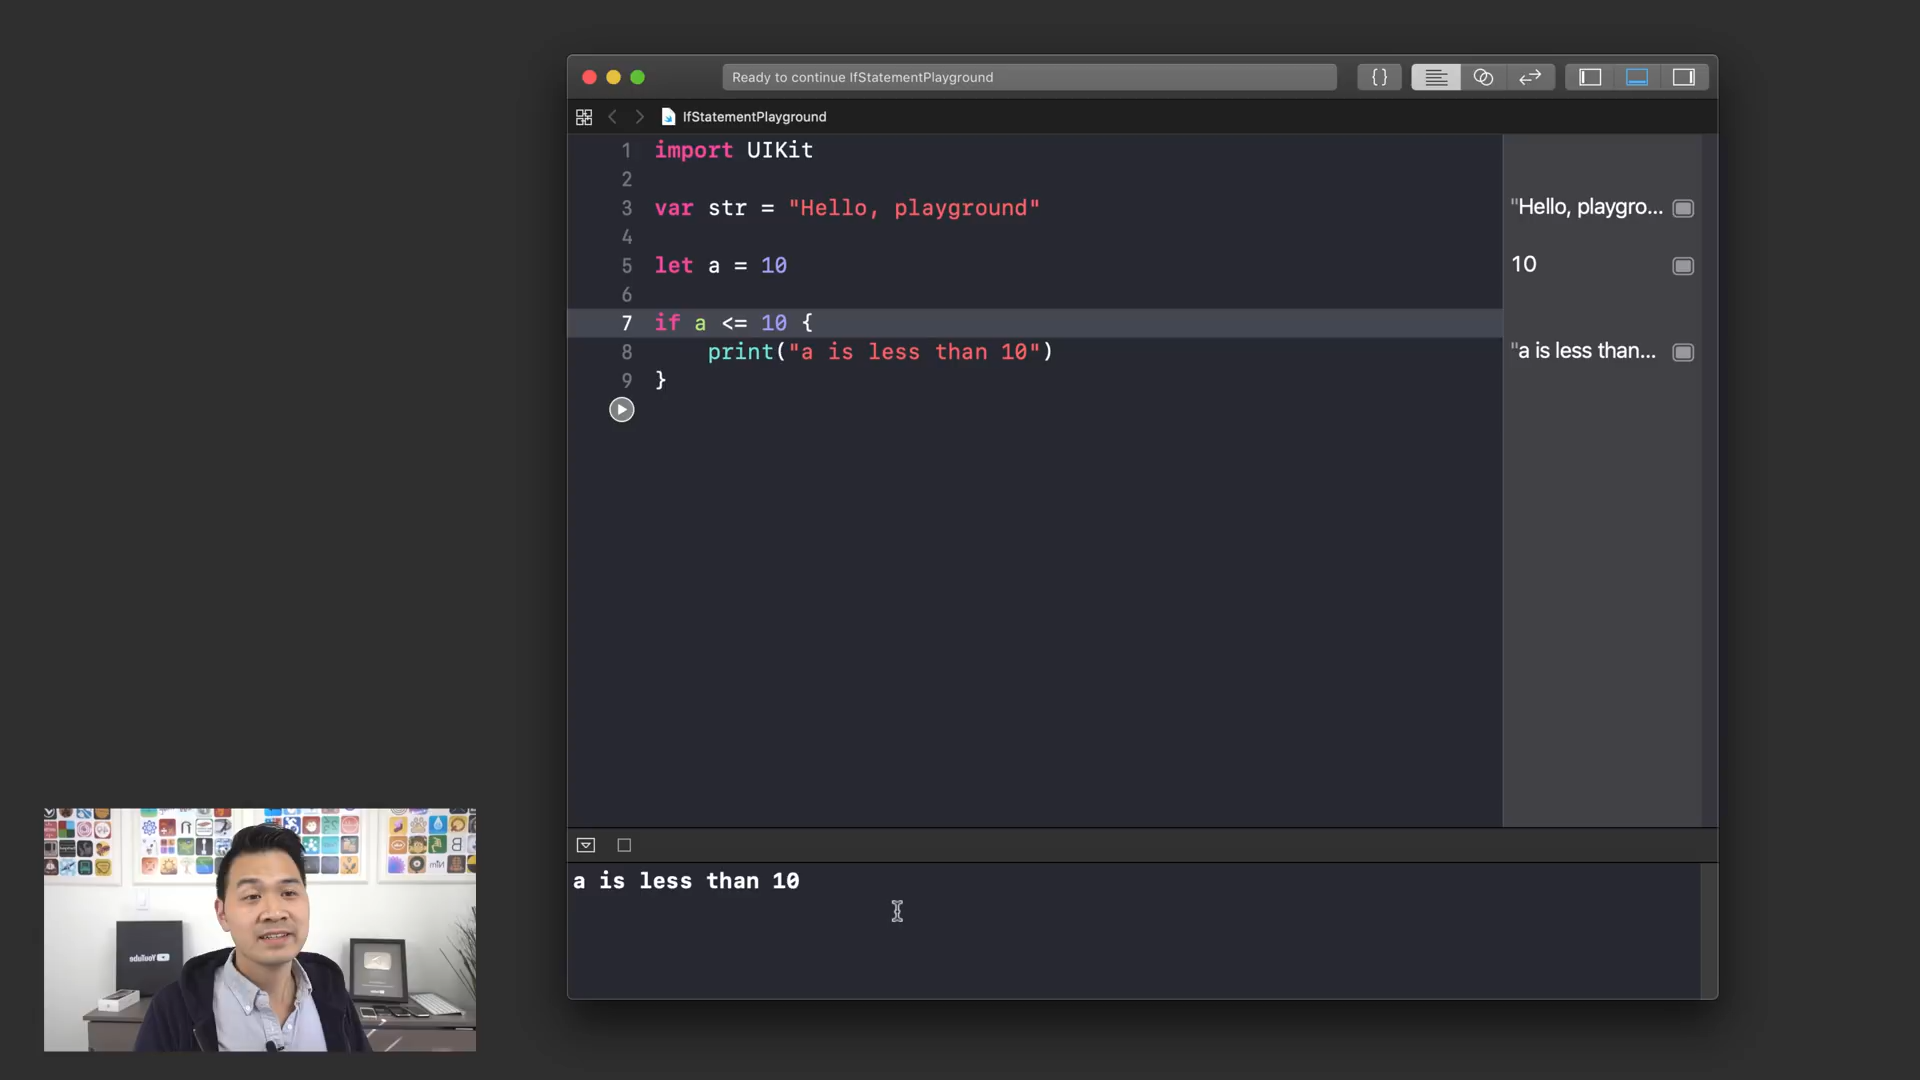 Ready to continue IfStatementPlayground
{}
IfStatementPlayground
1 import UIKit
2
3 var str = "Hello, playground"
"Hello, playgro...
4
5 let a = 10
10
6
7 if a <= 10 {
8 print("a is less than 10")
"a is less than...
9 }
a is less than 10
YouTube